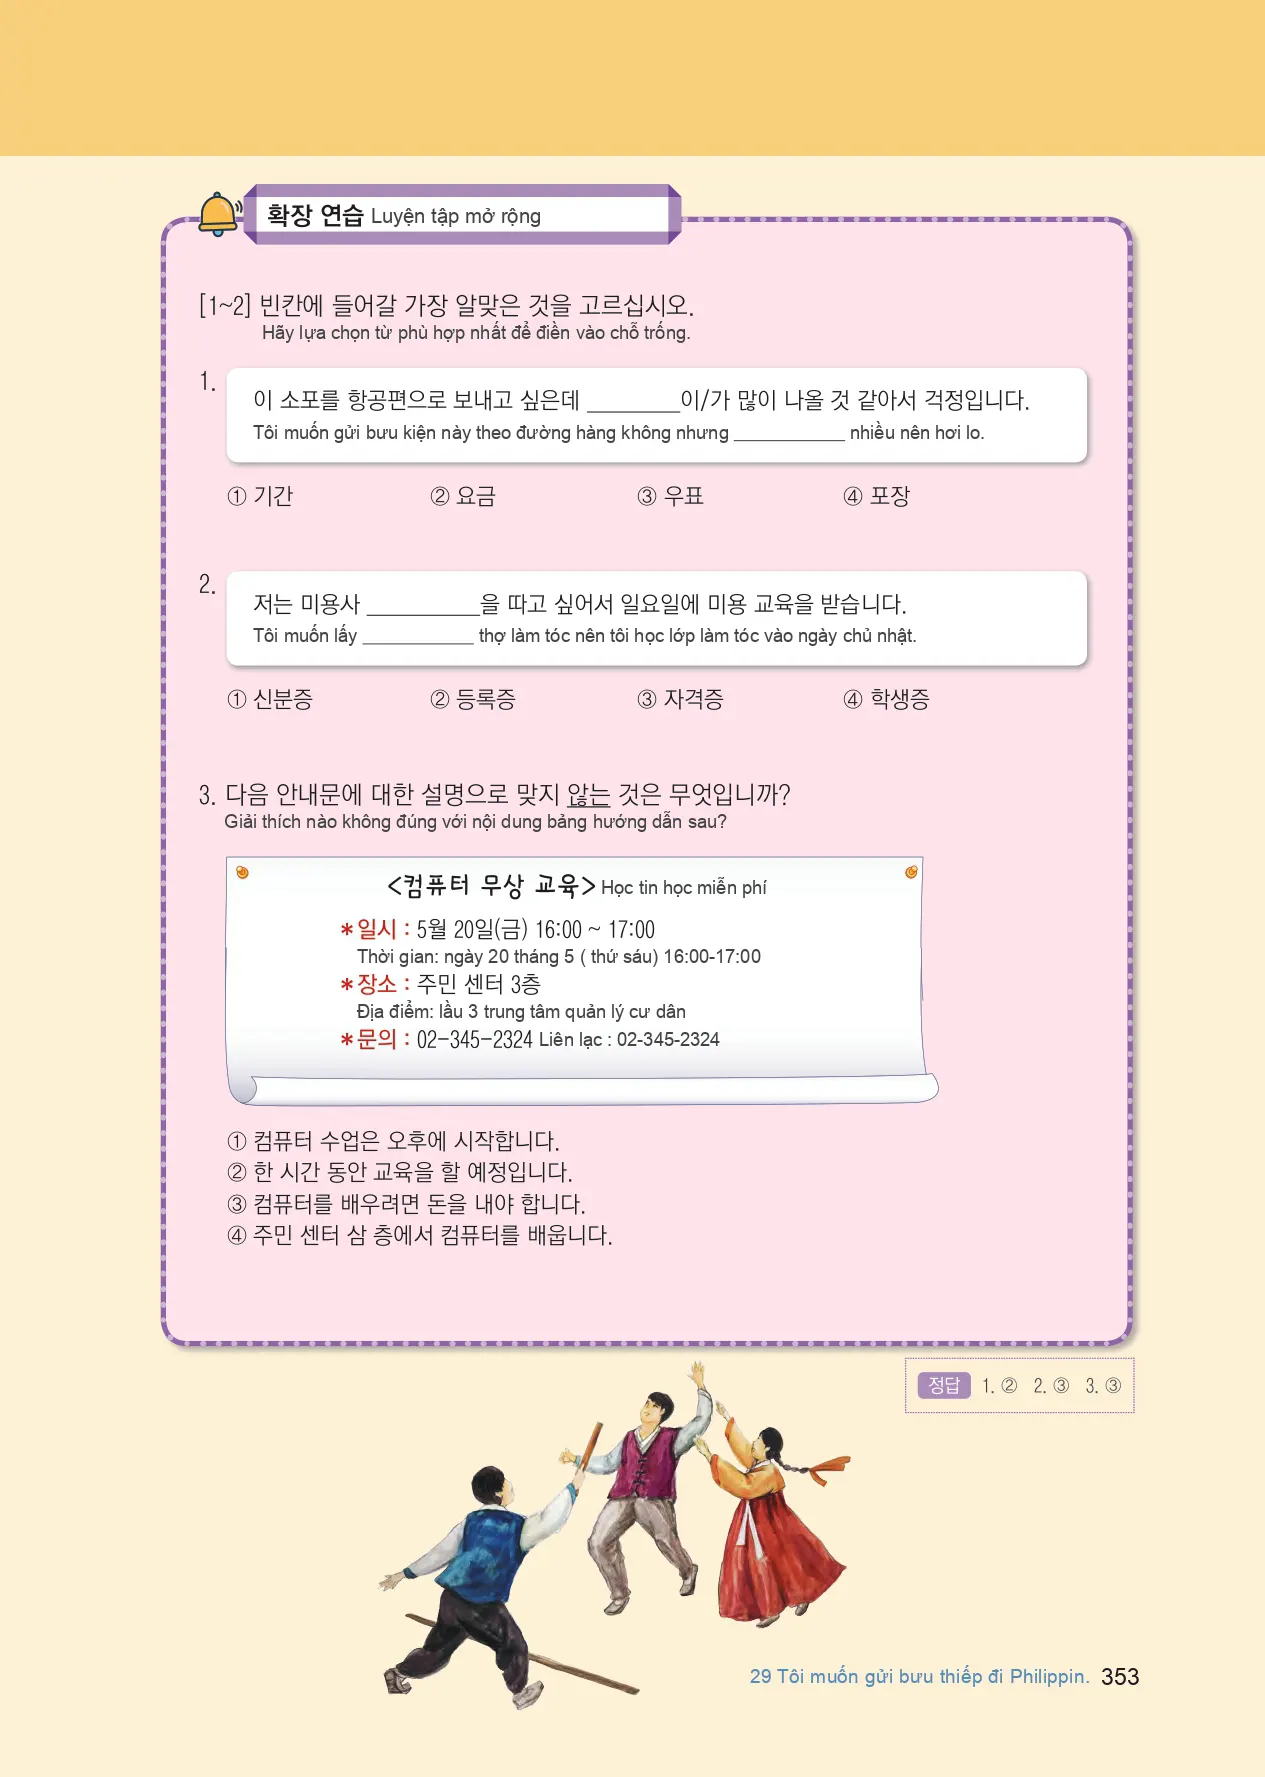 확장 연습 Luyện tập mở rộng
[1~2] 빈칸에 들어갈 가장 알맞은 것을 고르십시오.
Hãy lựa chọn từ phù hợp nhất để điền vào chỗ trống.
1.
이 소포를 항공편으로 보내고 싶은데 ________이/가 많이 나올 것 같아서 걱정입니다.
Tôi muốn gửi bưu kiện này theo đường hàng không nhưng ___________ nhiều nên hơi lo.
① 기간 ② 요금 ③ 우표 ④ 포장
2.
저는 미용사 __________을 따고 싶어서 일요일에 미용 교육을 받습니다.
Tôi muốn lấy ___________ thợ làm tóc nên tôi học lớp làm tóc vào ngày chủ nhật.
① 신분증 ② 등록증 ③ 자격증 ④ 학생증
3. 다음 안내문에 대한 설명으로 맞지 않는 것은 무엇입니까?
Giải thích nào không đúng với nội dung bảng hướng dẫn sau?
<컴퓨터 무상 교육> Học tin học miễn phí
*일시 : 5월 20일(금) 16:00 ~ 17:00
Thời gian: ngày 20 tháng 5 ( thứ sáu) 16:00-17:00
*장소 : 주민 센터 3층
Địa điểm: lầu 3 trung tâm quản lý cư dân
*문의 : 02-345-2324 Liên lạc : 02-345-2324
① 컴퓨터 수업은 오후에 시작합니다.
② 한 시간 동안 교육을 할 예정입니다.
③ 컴퓨터를 배우려면 돈을 내야 합니다.
④ 주민 센터 삼 층에서 컴퓨터를 배웁니다.
정답 1. ② 2. ③ 3. ③
29 Tôi muốn gửi bưu thiếp đi Philippin. 353